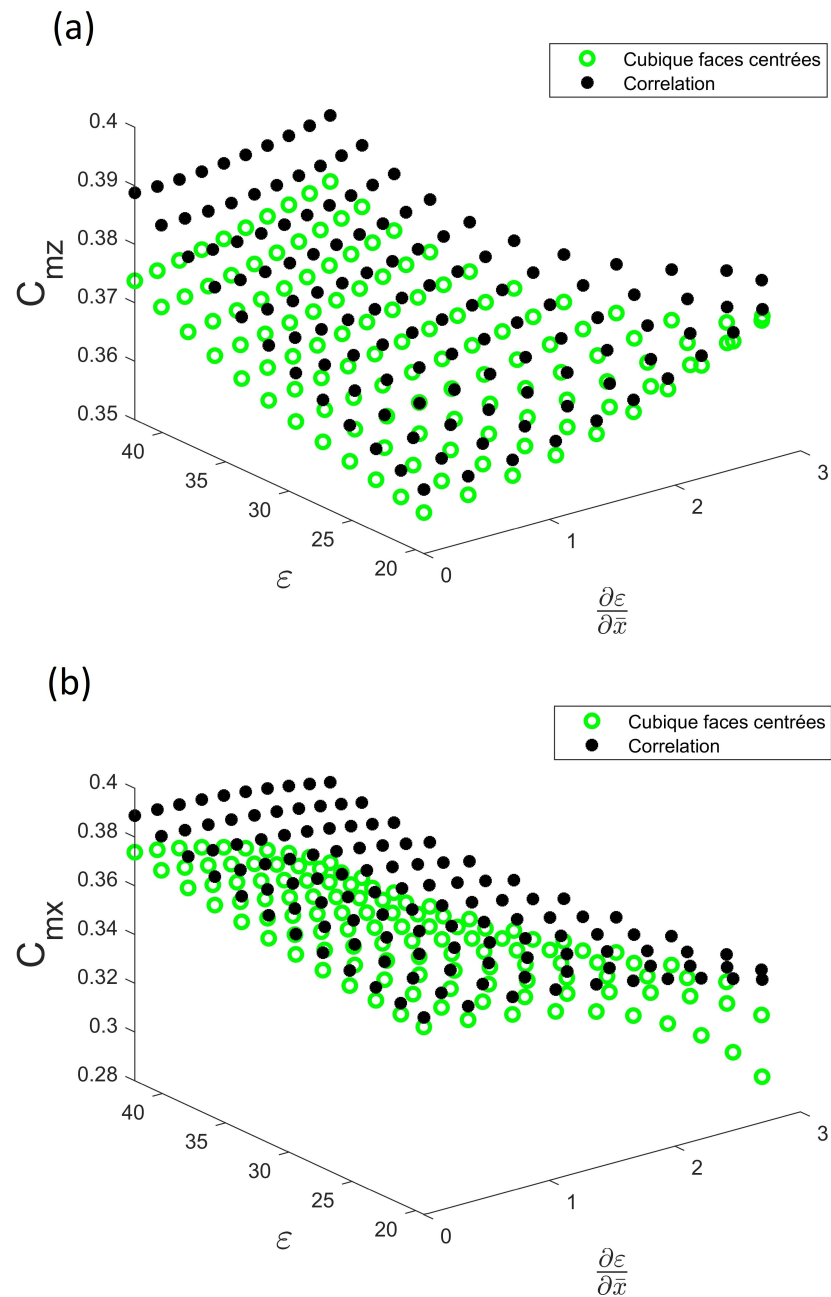 (a)
Cubique faces centrées
Correlation
0.4
0.39
0.38
0.37
0.36
0.35
C_mz
40
35
30
25
20
ε
0
1
2
3
∂ε
∂x̄
(b)
Cubique faces centrées
Correlation
0.4
0.38
0.36
0.34
0.32
0.3
0.28
C_mx
40
35
30
25
20
ε
0
1
2
3
∂ε
∂x̄